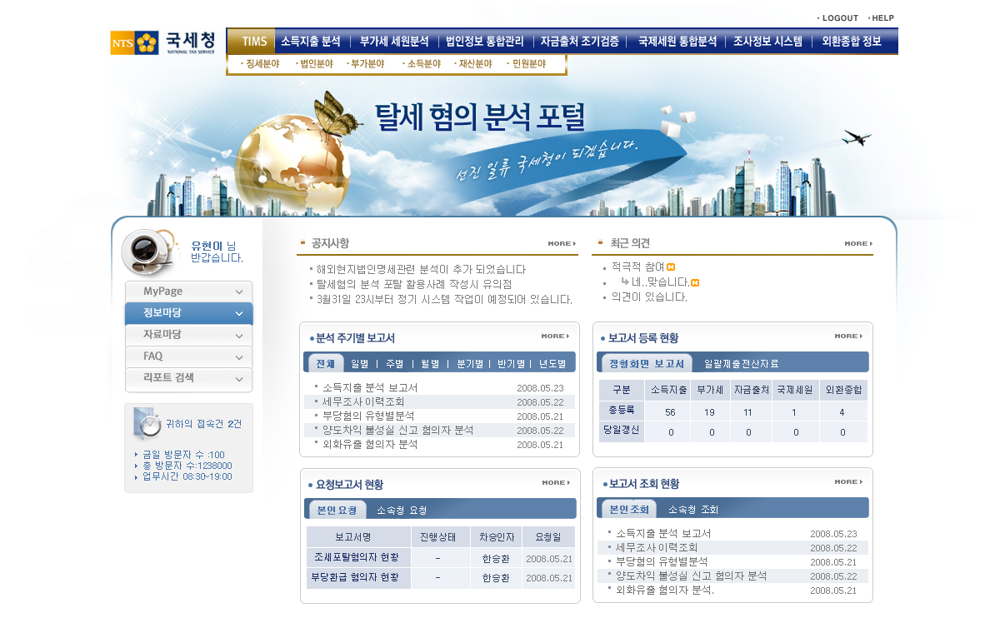 · LOGOUT · HELP
NTS 국세청 NATIONAL TAX SERVICE
TIMS 소득지출 분석 | 부가세 세원분석 | 법인정보 통합관리 | 자금출처 조기검증 | 국제세원 통합분석 | 조사정보 시스템 | 외환종합 정보
· 징세분야 · 법인분야 · 부가분야 · 소득분야 · 재산분야 · 민원분야
탈세 혐의 분석 포털
선진 일류 국세청이 되겠습니다.
유현이 님
반갑습니다.
MyPage
정보마당
자료마당
FAQ
리포트 검색
귀하의 접속건 2건
금일 방문자 수 :100
총 방문자 수:1238000
업무시간 08:30~19:00
공지사항 MORE
해외현지법인명세관련 분석이 추가 되었습니다
탈세혐의 분석 포탈 활용사례 작성시 유의점
3월31일 23시부터 정기 시스템 작업이 예정되어 있습니다.
최근 의견 MORE
적극적 참여 N
네..맞습니다. N
의견이 있습니다.
분석 주기별 보고서 MORE
전체 일별 | 주별 | 월별 | 분기별 | 반기별 | 년도별
소득지출 분석 보고서 2008.05.23
세무조사 이력조회 2008.05.22
부당혐의 유형별분석 2008.05.21
양도차익 불성실 신고 혐의자 분석 2008.05.22
외화유출 혐의자 분석 2008.05.21
보고서 등록 현황 MORE
정형화면 보고서 일괄제출전산자료
구분 소득지출 부가세 자금출처 국제세원 외환종합
총등록 56 19 11 1 4
당일갱신 0 0 0 0 0
요청보고서 현황 MORE
본인요청 소속청 요청
보고서명 진행상태 차승인자 요청일
조세포탈혐의자 현황 - 한승환 2008.05.21
부당환급 혐의자 현황 - 한승환 2008.05.21
보고서 조회 현황 MORE
본인조회 소속청 조회
소득지출 분석 보고서 2008.05.23
세무조사 이력조회 2008.05.22
부당혐의 유형별분석 2008.05.21
양도차익 불성실 신고 혐의자 분석 2008.05.22
외화유출 혐의자 분석. 2008.05.21